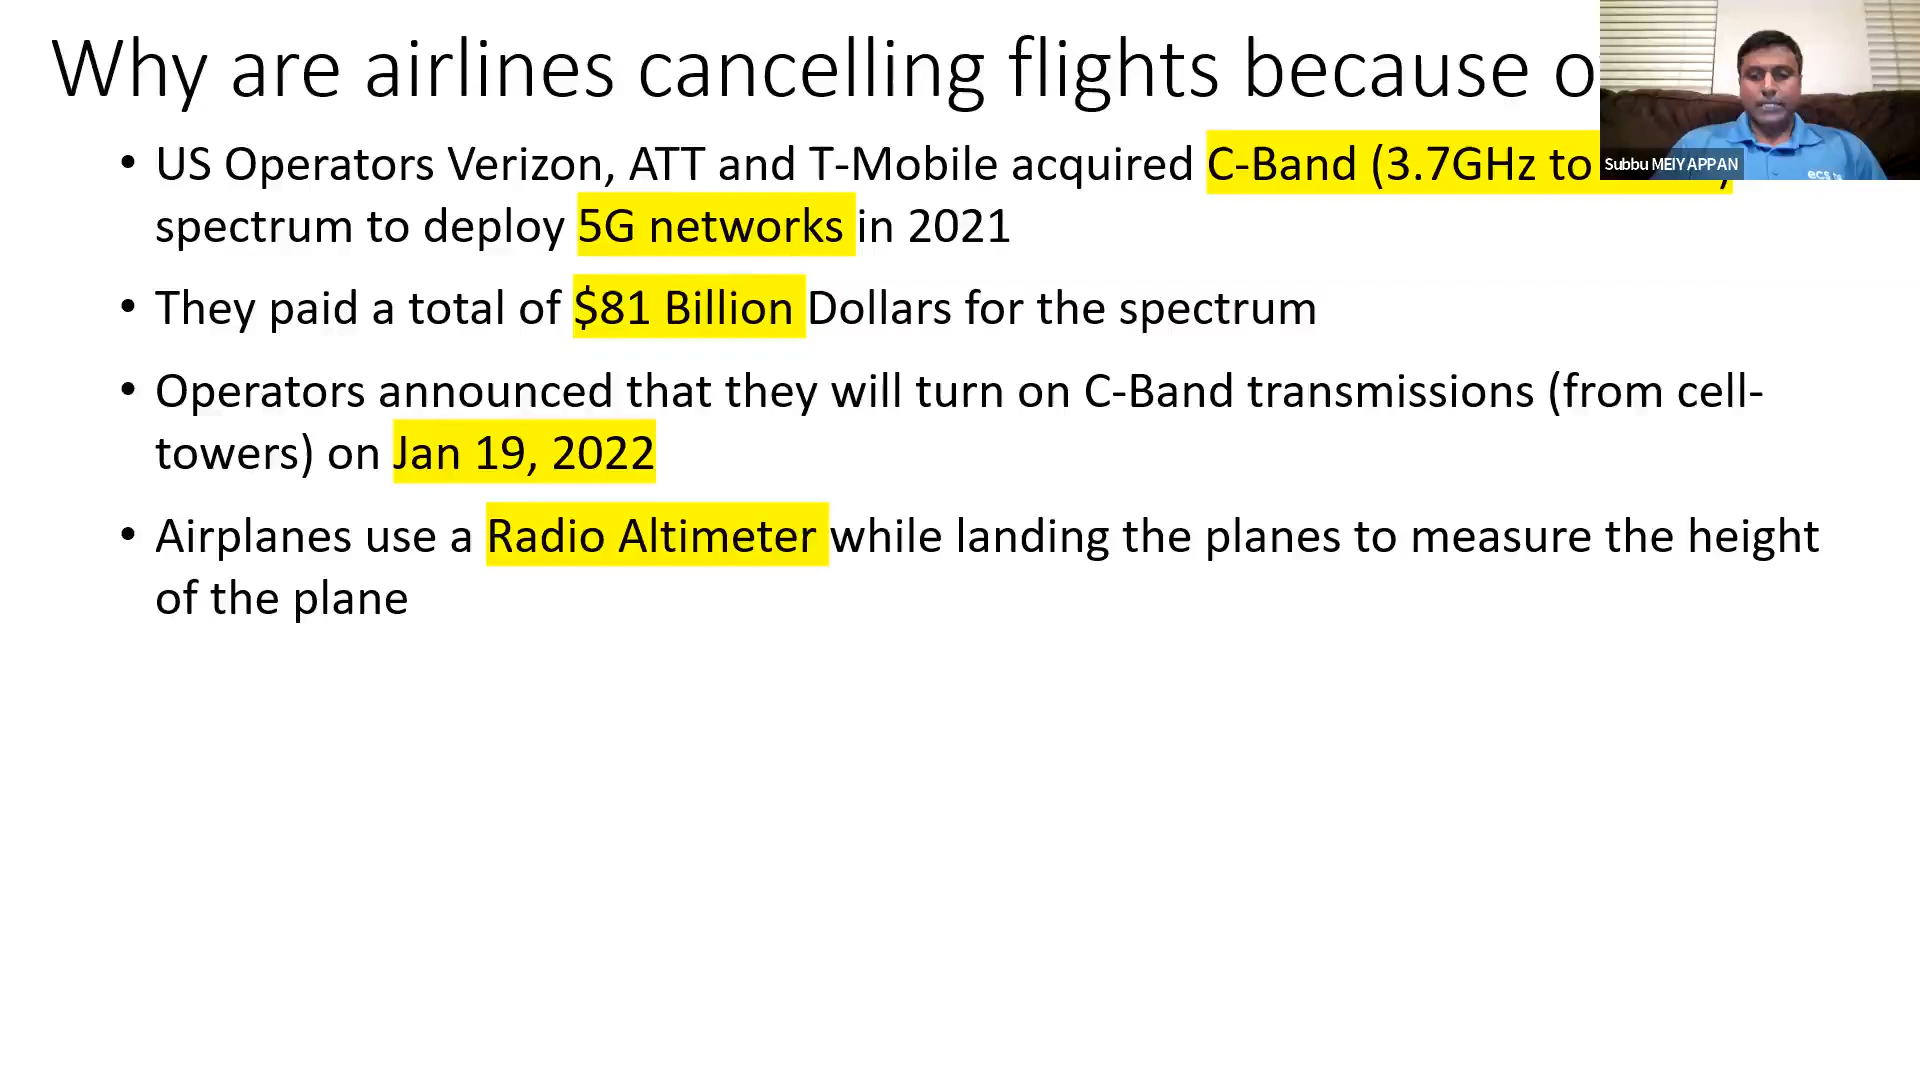 Why are airlines cancelling flights because
• US Operators Verizon, ATT and T-Mobile acquired C-Band (3.7GHz to
spectrum to deploy 5G networks in 2021
• They paid a total of $81 Billion Dollars for the spectrum
• Operators announced that they will turn on C-Band transmissions (from cell-
towers) on Jan 19, 2022
• Airplanes use a Radio Altimeter while landing the planes to measure the height
of the plane
Subbu MEIYAPPAN